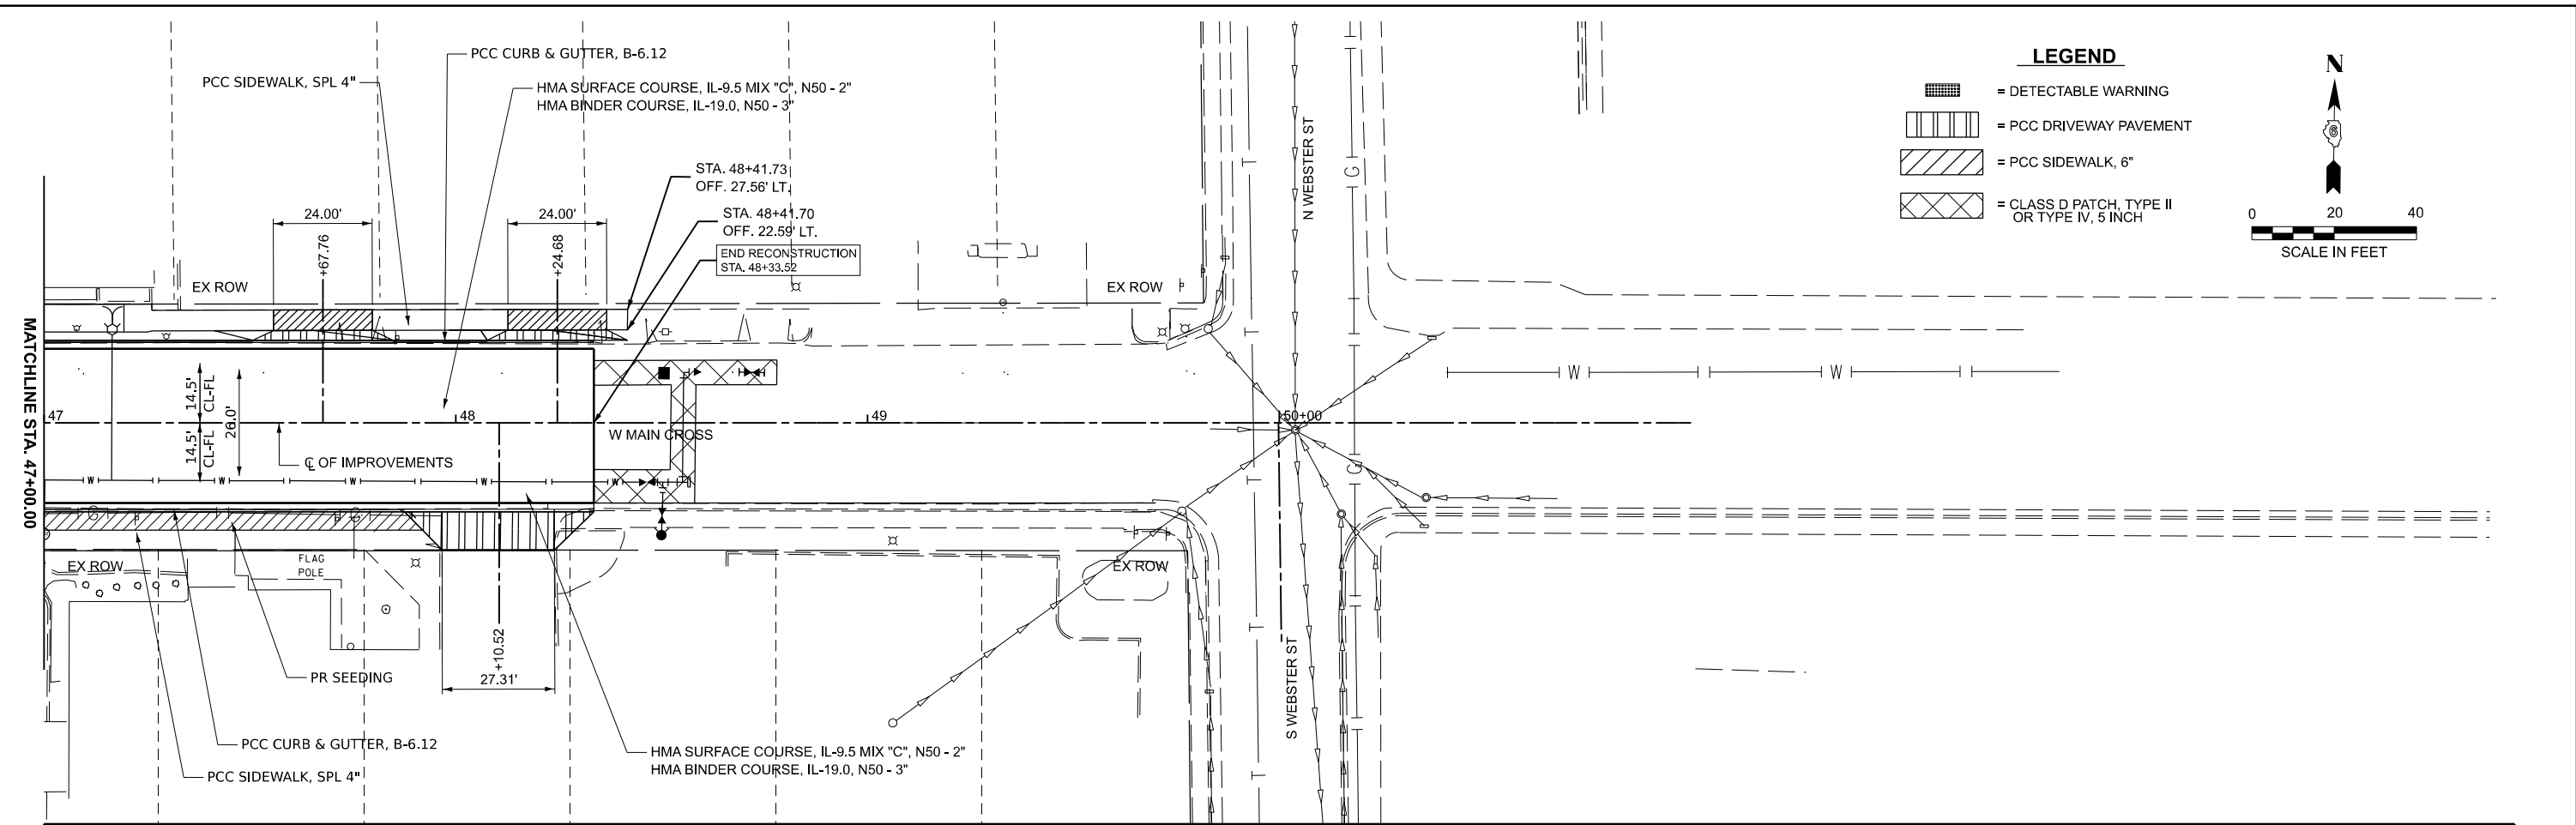 PCC CURB & GUTTER, B-6.12
PCC SIDEWALK, SPL 4"
HMA SURFACE COURSE, IL-9.5 MIX "C", N50 - 2"
HMA BINDER COURSE, IL-19.0, N50 - 3"
LEGEND
= DETECTABLE WARNING
= PCC DRIVEWAY PAVEMENT
= PCC SIDEWALK, 6"
= CLASS D PATCH, TYPE II
OR TYPE IV, 5 INCH
N
6
0 20 40
SCALE IN FEET
STA. 48+41.73
OFF. 27.56' LT.
STA. 48+41.70
OFF. 22.59' LT.
END RECONSTRUCTION
STA. 48+33.52
24.00'
24.00'
+67.76
+24.68
EX ROW
EX ROW
N WEBSTER ST
T
T
T
T
T
T
G
G
W W
MATCHLINE STA. 47+00.00
14.5'
CL-FL
14.5'
CL-FL
26.0'
47
48
49
50+00
W MAIN CROSS
℄ OF IMPROVEMENTS
W W W W W
G G
EX ROW
FLAG
POLE
EX ROW
+10.52
27.31'
S WEBSTER ST
PR SEEDING
PCC CURB & GUTTER, B-6.12
PCC SIDEWALK, SPL 4"
HMA SURFACE COURSE, IL-9.5 MIX "C", N50 - 2"
HMA BINDER COURSE, IL-19.0, N50 - 3"